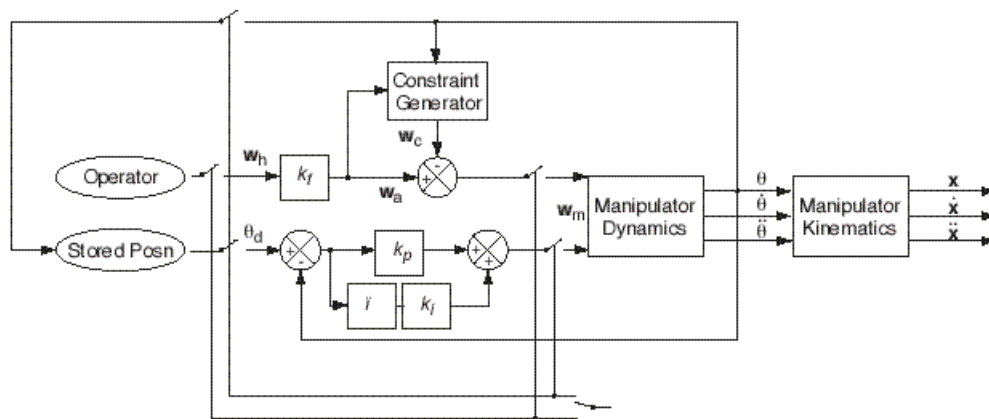 Constraint
Generator
w_c
w_h
Operator
k_f
w_a
-
+
w_m
Manipulator
Dynamics
θ
θ̇
θ̈
Manipulator
Kinematics
x
ẋ
ẍ
Stored Posn
θ_d
+
-
k_p
+
+
ï
k_i